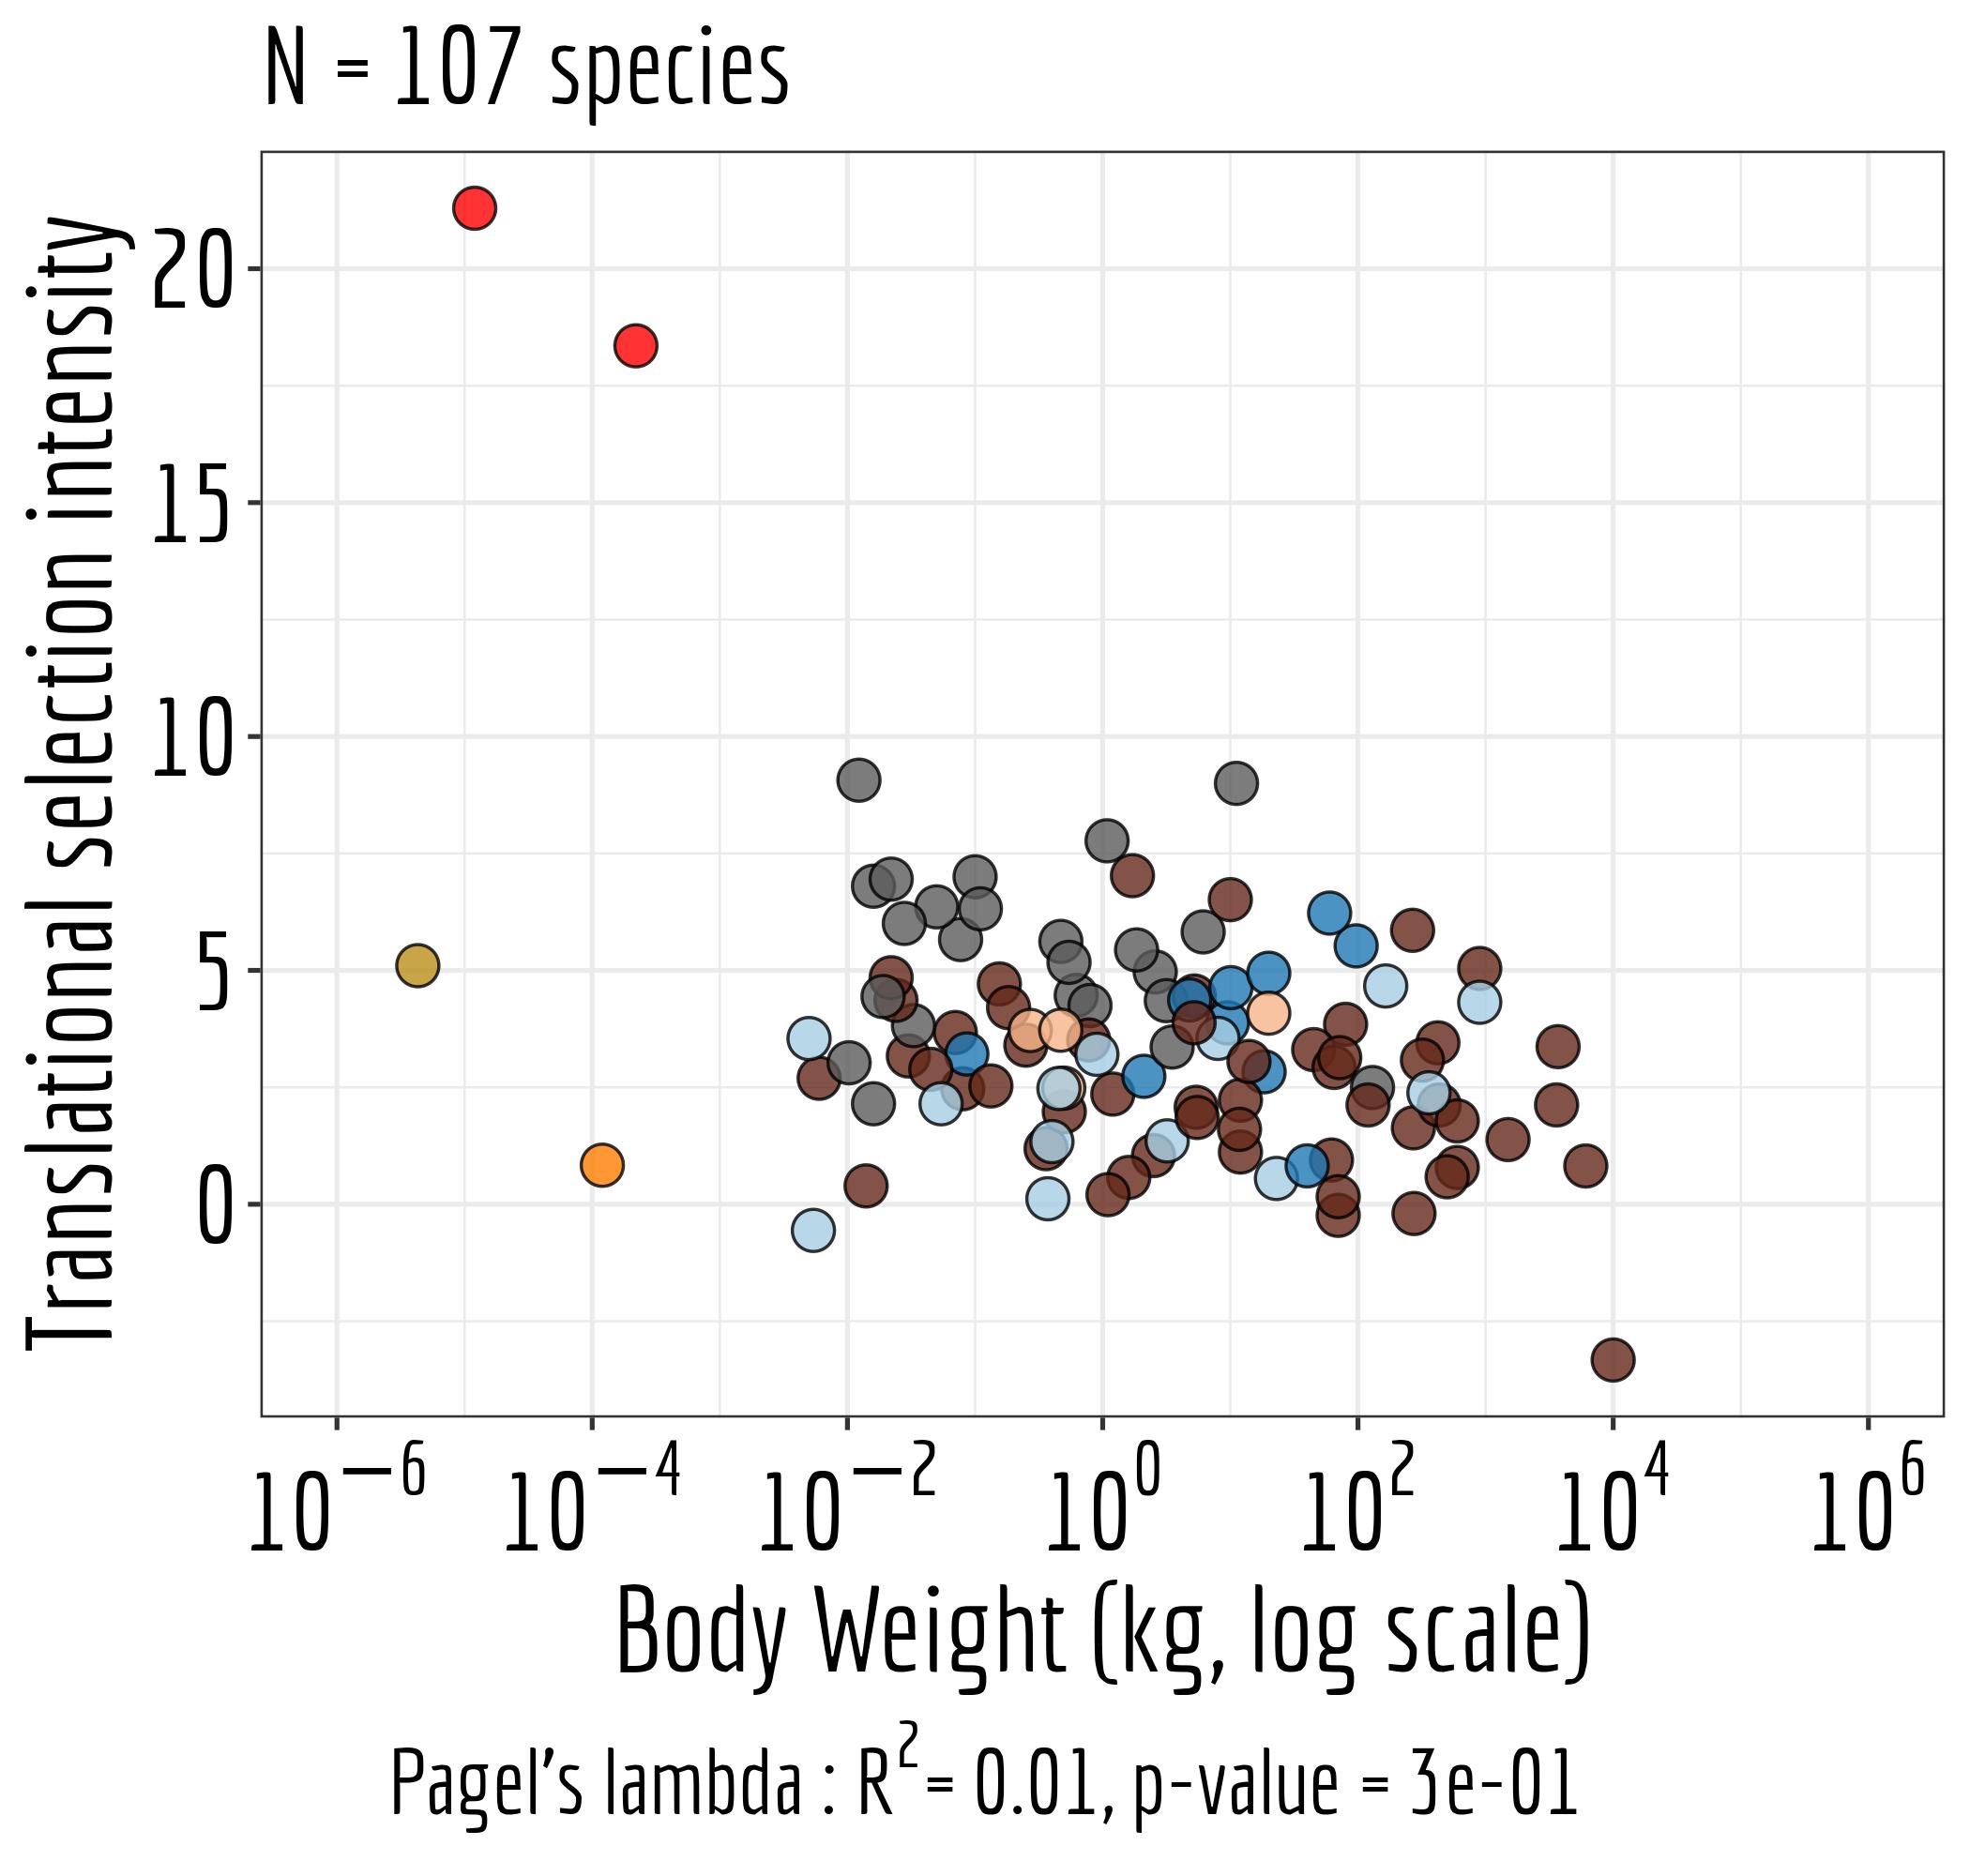 N = 107 species
Translational selection intensity
20
15
10
5
0
10⁻⁶ 10⁻⁴ 10⁻² 10⁰ 10² 10⁴ 10⁶
Body Weight (kg, log scale)
Pagel's lambda : R²= 0.01, p-value = 3e-01